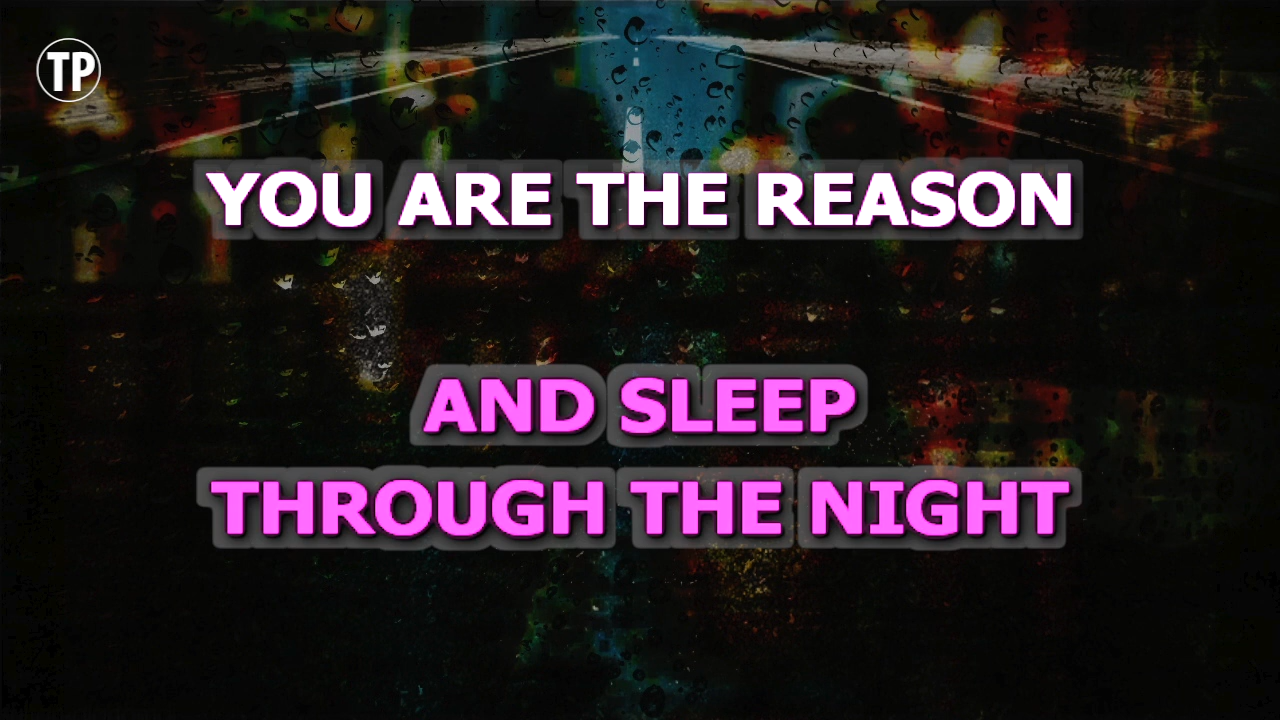 TP
YOU ARE THE REASON
AND SLEEP
THROUGH THE NIGHT